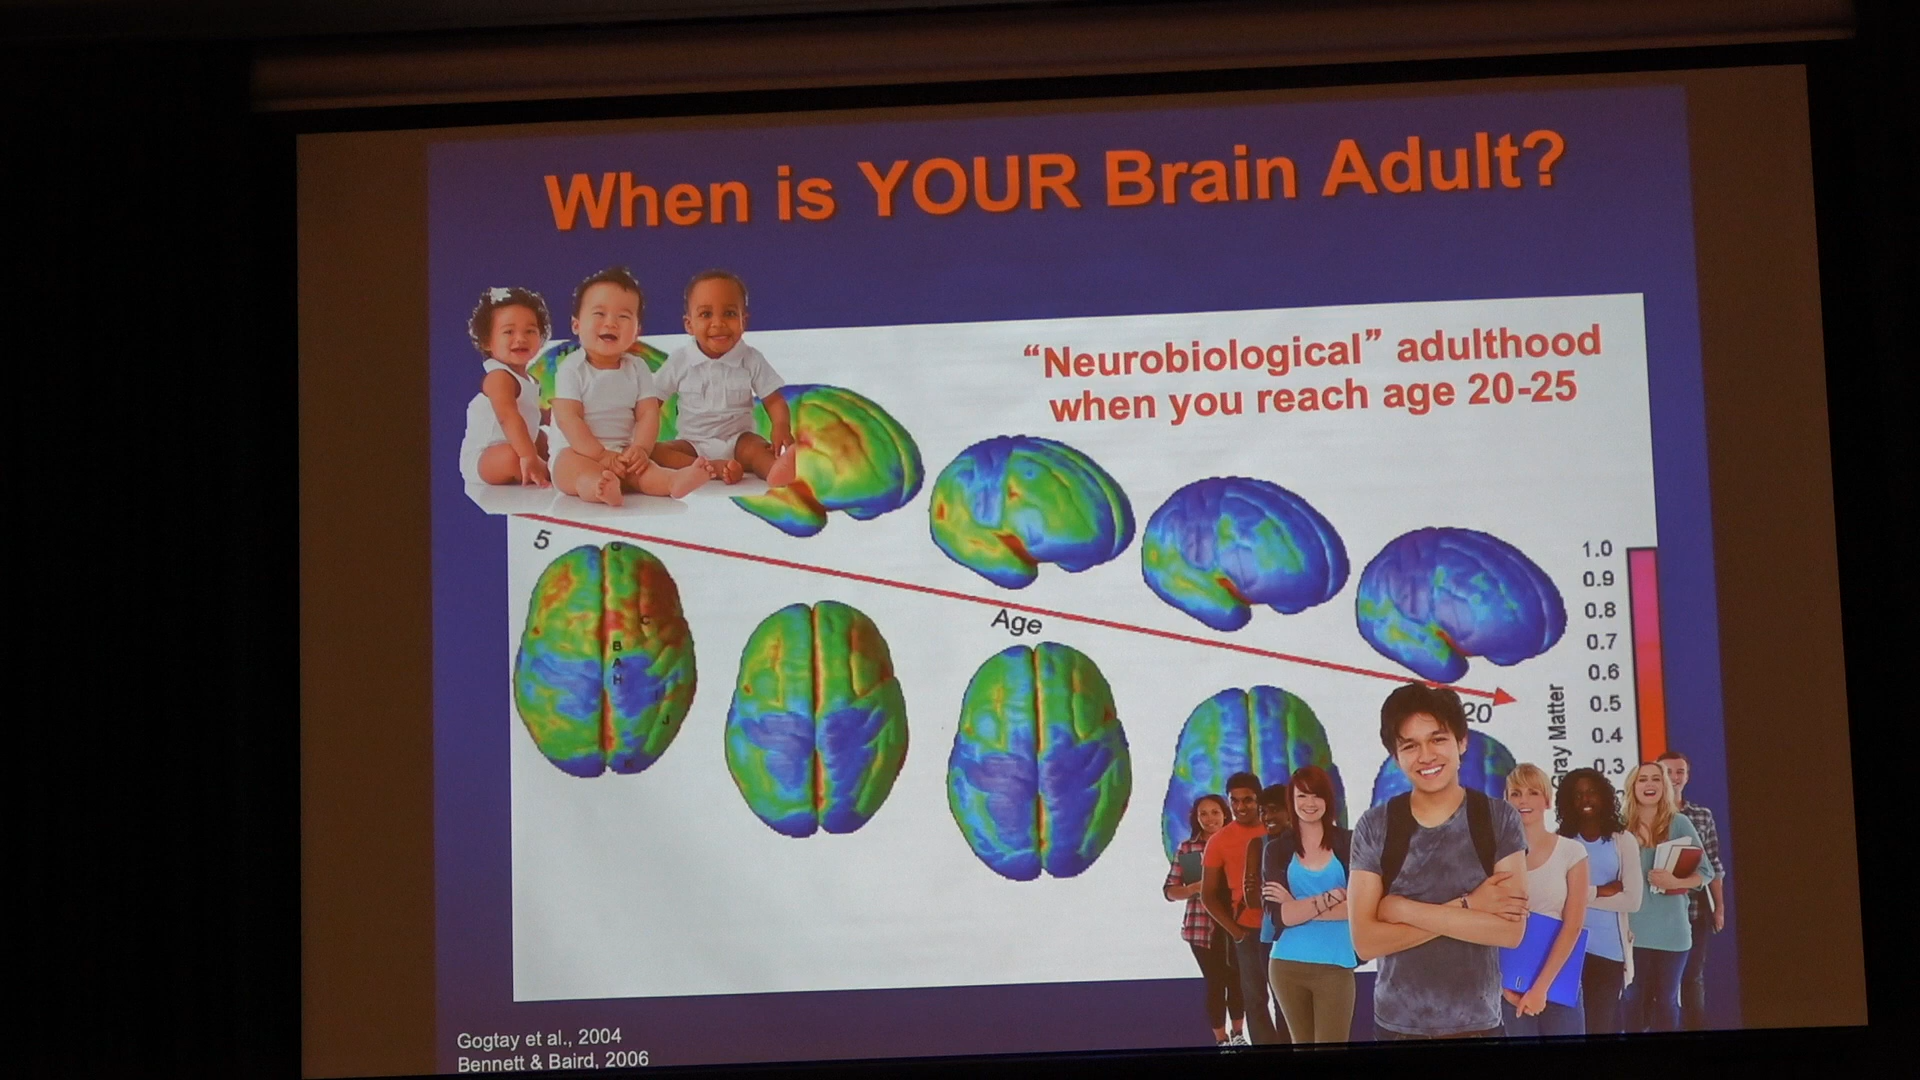 When is YOUR Brain Adult?
“Neurobiological” adulthood
when you reach age 20-25
5
G
C
B
A
H
I
J
K
Age
20
1.0
0.9
0.8
0.7
0.6
0.5
0.4
0.3
Gray Matter
Gogtay et al., 2004
Bennett & Baird, 2006